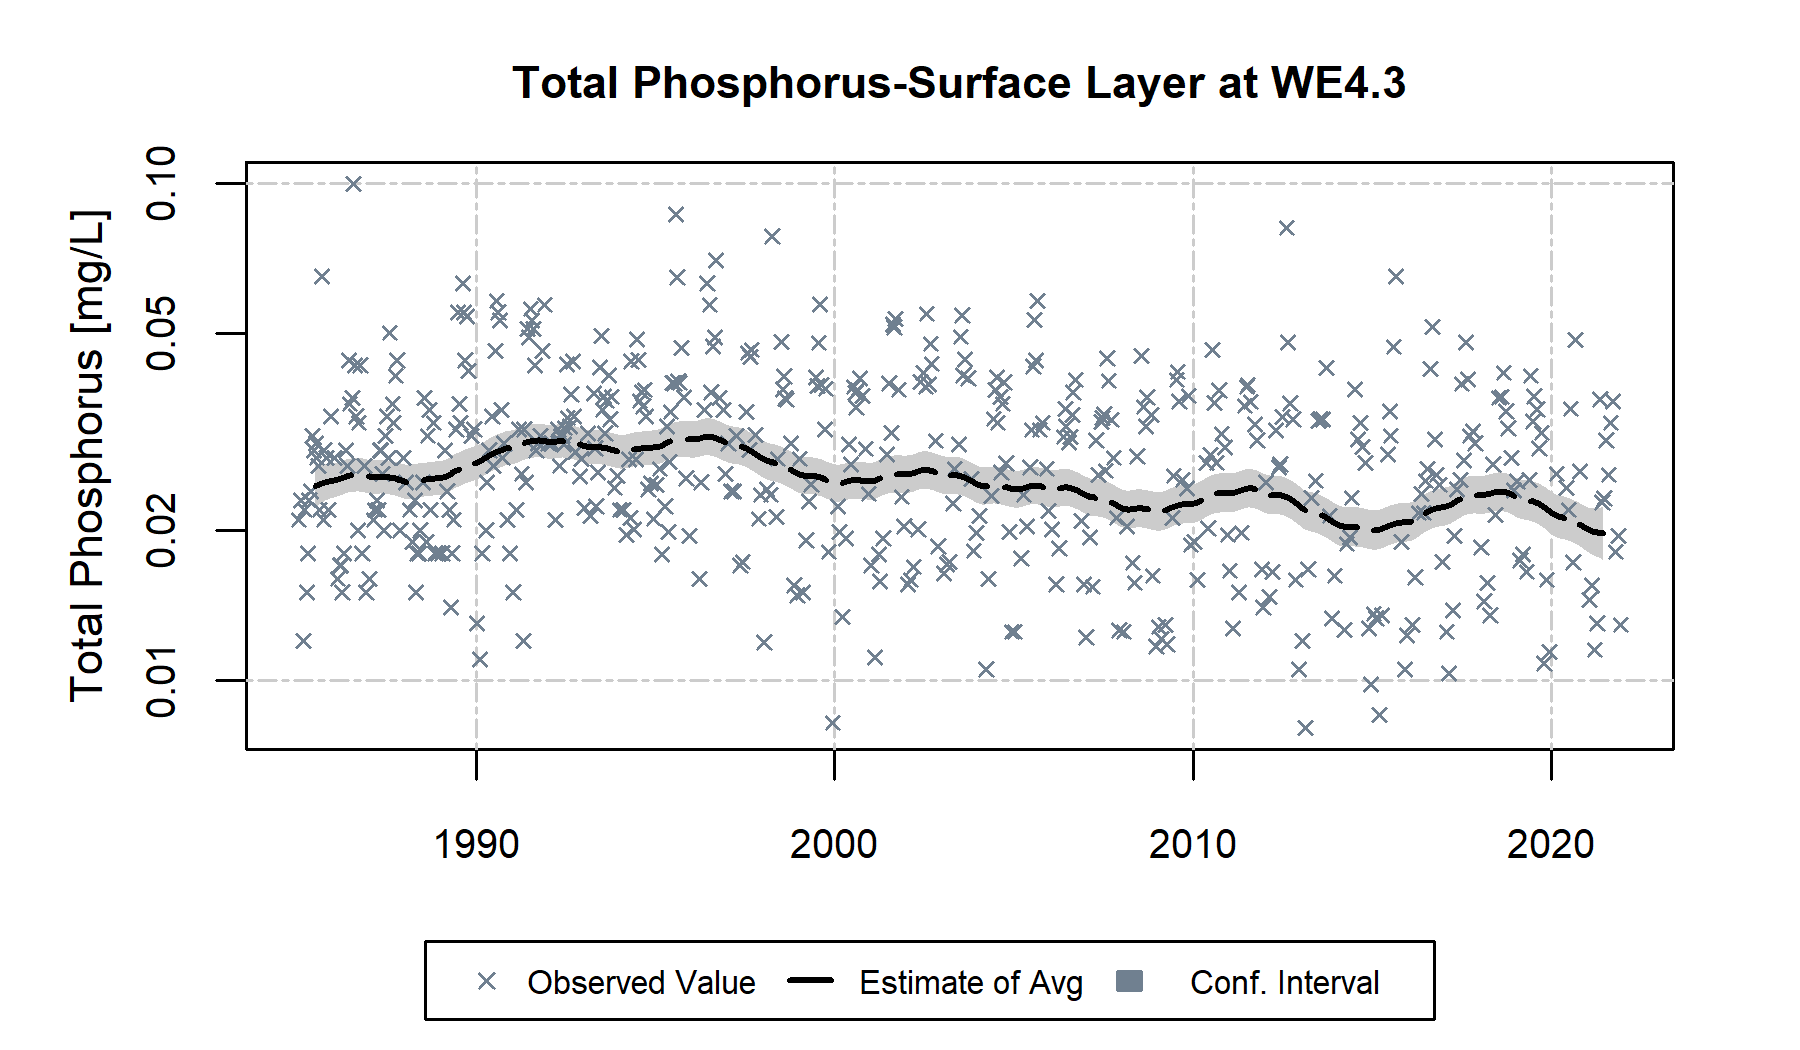 Total Phosphorus-Surface Layer at WE4.3
Total Phosphorus [mg/L]
0.10
0.05
0.02
0.01
1990 2000 2010 2020
Observed Value Estimate of Avg Conf. Interval